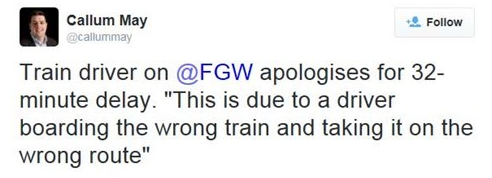 Callum May
@callummay
Follow
Train driver on @FGW apologises for 32-
minute delay. "This is due to a driver
boarding the wrong train and taking it on the
wrong route"